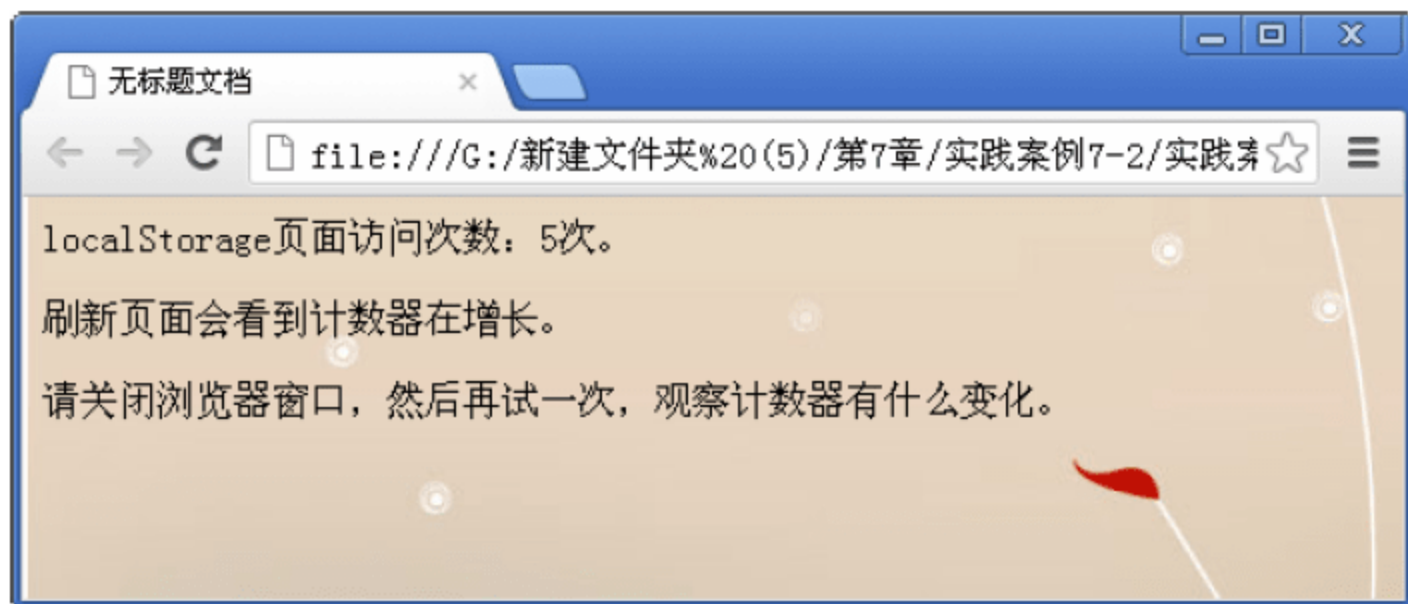 无标题文档
file:///G:/新建文件夹%20(5)/第7章/实践案例7-2/实践案
localStorage页面访问次数：5次。
刷新页面会看到计数器在增长。
请关闭浏览器窗口，然后再试一次，观察计数器有什么变化。